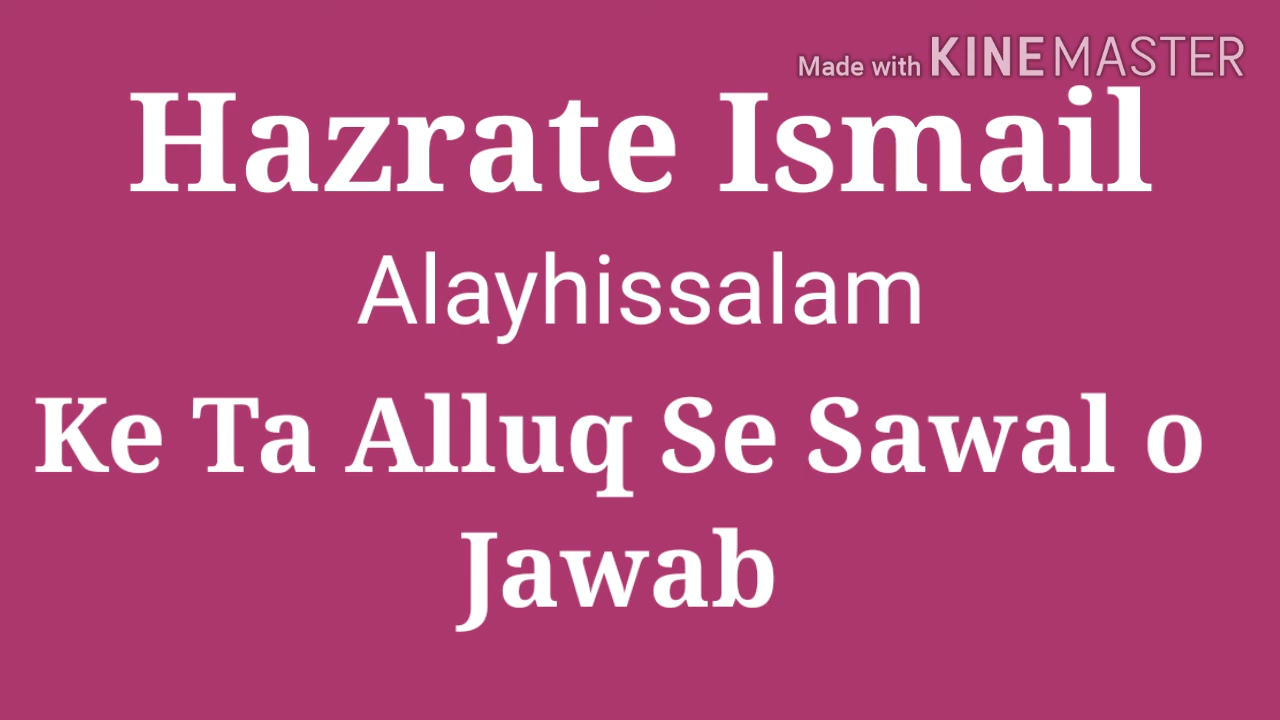 Made with KINEMASTER
Hazrate Ismail
Alayhissalam
Ke Ta Alluq Se Sawal o
Jawab